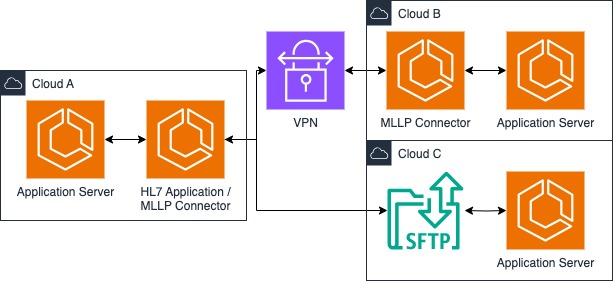 Cloud A
Application Server
HL7 Application /
MLLP Connector
VPN
Cloud B
MLLP Connector
Application Server
Cloud C
SFTP
Application Server